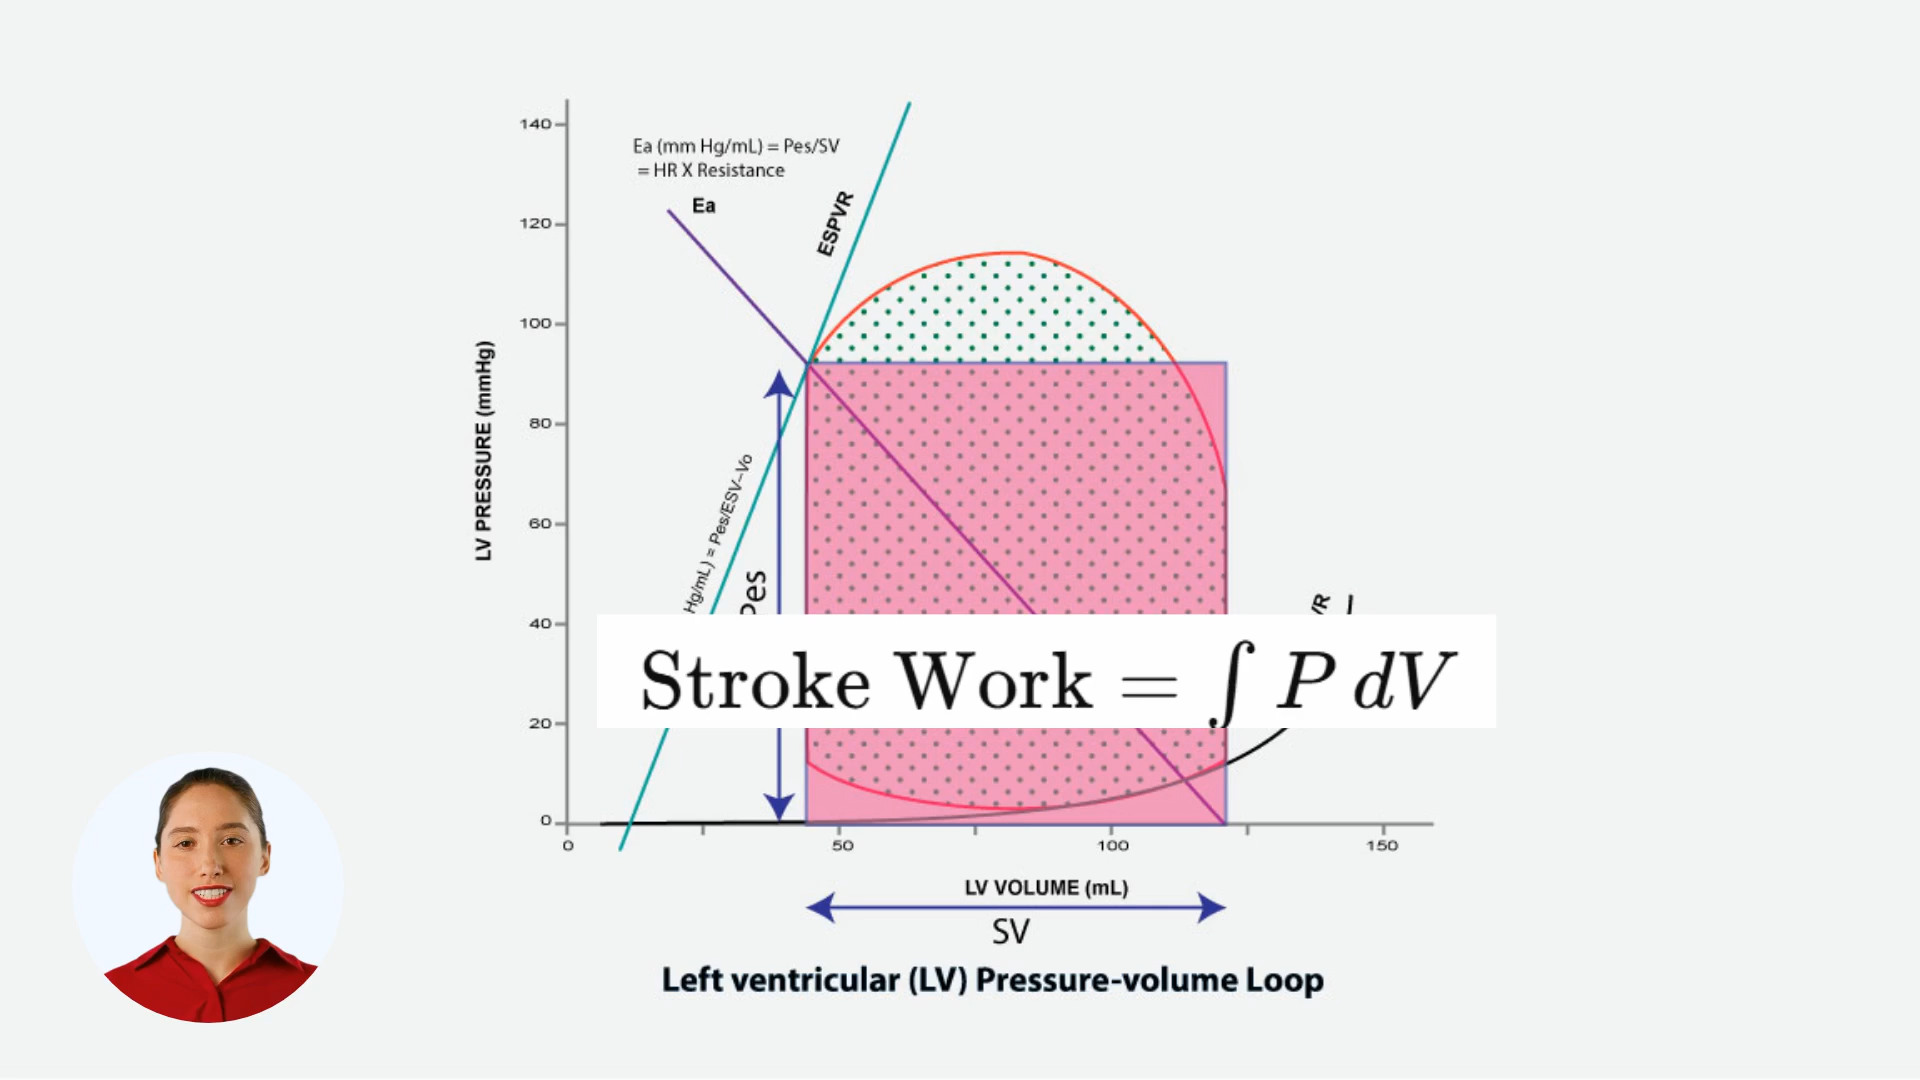 140
Ea (mm Hg/mL) = Pes/SV
= HR X Resistance
Ea
ESPVR
120
100
LV PRESSURE (mmHg)
80
Hg/mL) = Pes/ESV–Vo
60
Pes
VR
40
Stroke Work = ∫ P dV
20
0
0
50
100
150
LV VOLUME (mL)
SV
Left ventricular (LV) Pressure-volume Loop